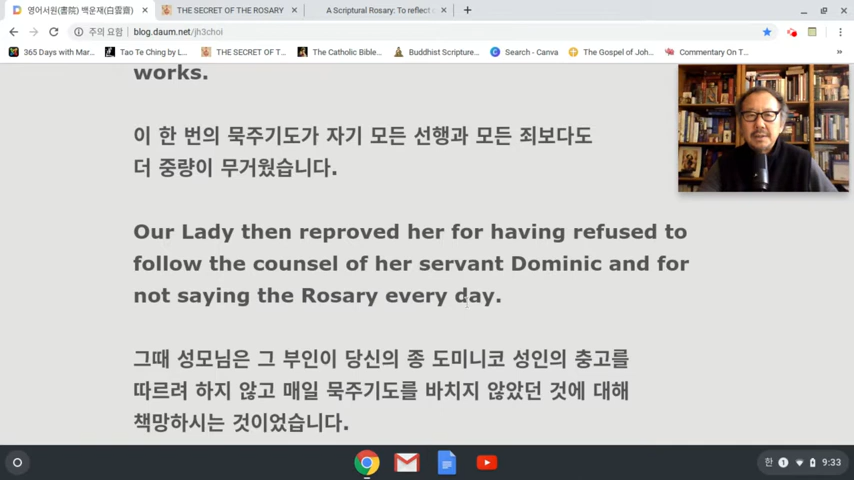 영어서원(書院) 백운재(白雲齋)
THE SECRET OF THE ROSARY
A Scriptural Rosary: To reflect
주의 요함
blog.daum.net/jh3choi
365 Days with Mar...
Tao Te Ching by L...
THE SECRET OF T...
The Catholic Bible...
Buddhist Scripture...
Search - Canva
The Gospel of Joh...
Commentary On T...
works.
이 한 번의 묵주기도가 자기 모든 선행과 모든 죄보다도
더 중량이 무거웠습니다.
Our Lady then reproved her for having refused to
follow the counsel of her servant Dominic and for
not saying the Rosary every day.
그때 성모님은 그 부인이 당신의 종 도미니코 성인의 충고를
따르려 하지 않고 매일 묵주기도를 바치지 않았던 것에 대해
책망하시는 것이었습니다.
한
1
9:33